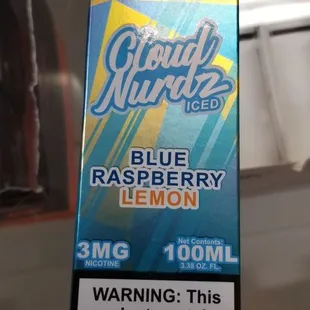 Cloud
Nurdz
ICED
BLUE
RASPBERRY
LEMON
3MG
NICOTINE
Net Contents:
100ML
3.38 OZ. FL.
WARNING: This